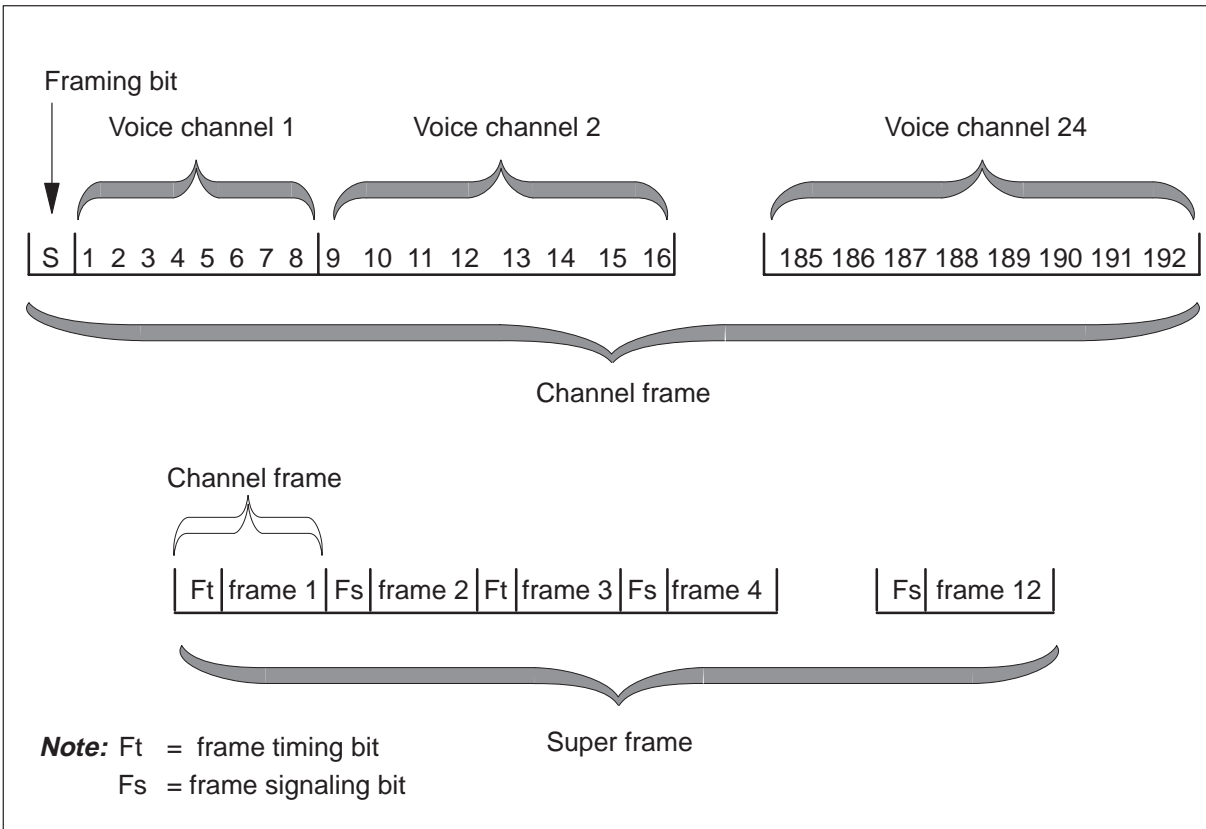 Framing bit
Voice channel 1 Voice channel 2 Voice channel 24
S 1 2 3 4 5 6 7 8 9 10 11 12 13 14 15 16 185 186 187 188 189 190 191 192
Channel frame
Channel frame
Ft frame 1 Fs frame 2 Ft frame 3 Fs frame 4 Fs frame 12
Super frame
Note: Ft = frame timing bit
Fs = frame signaling bit